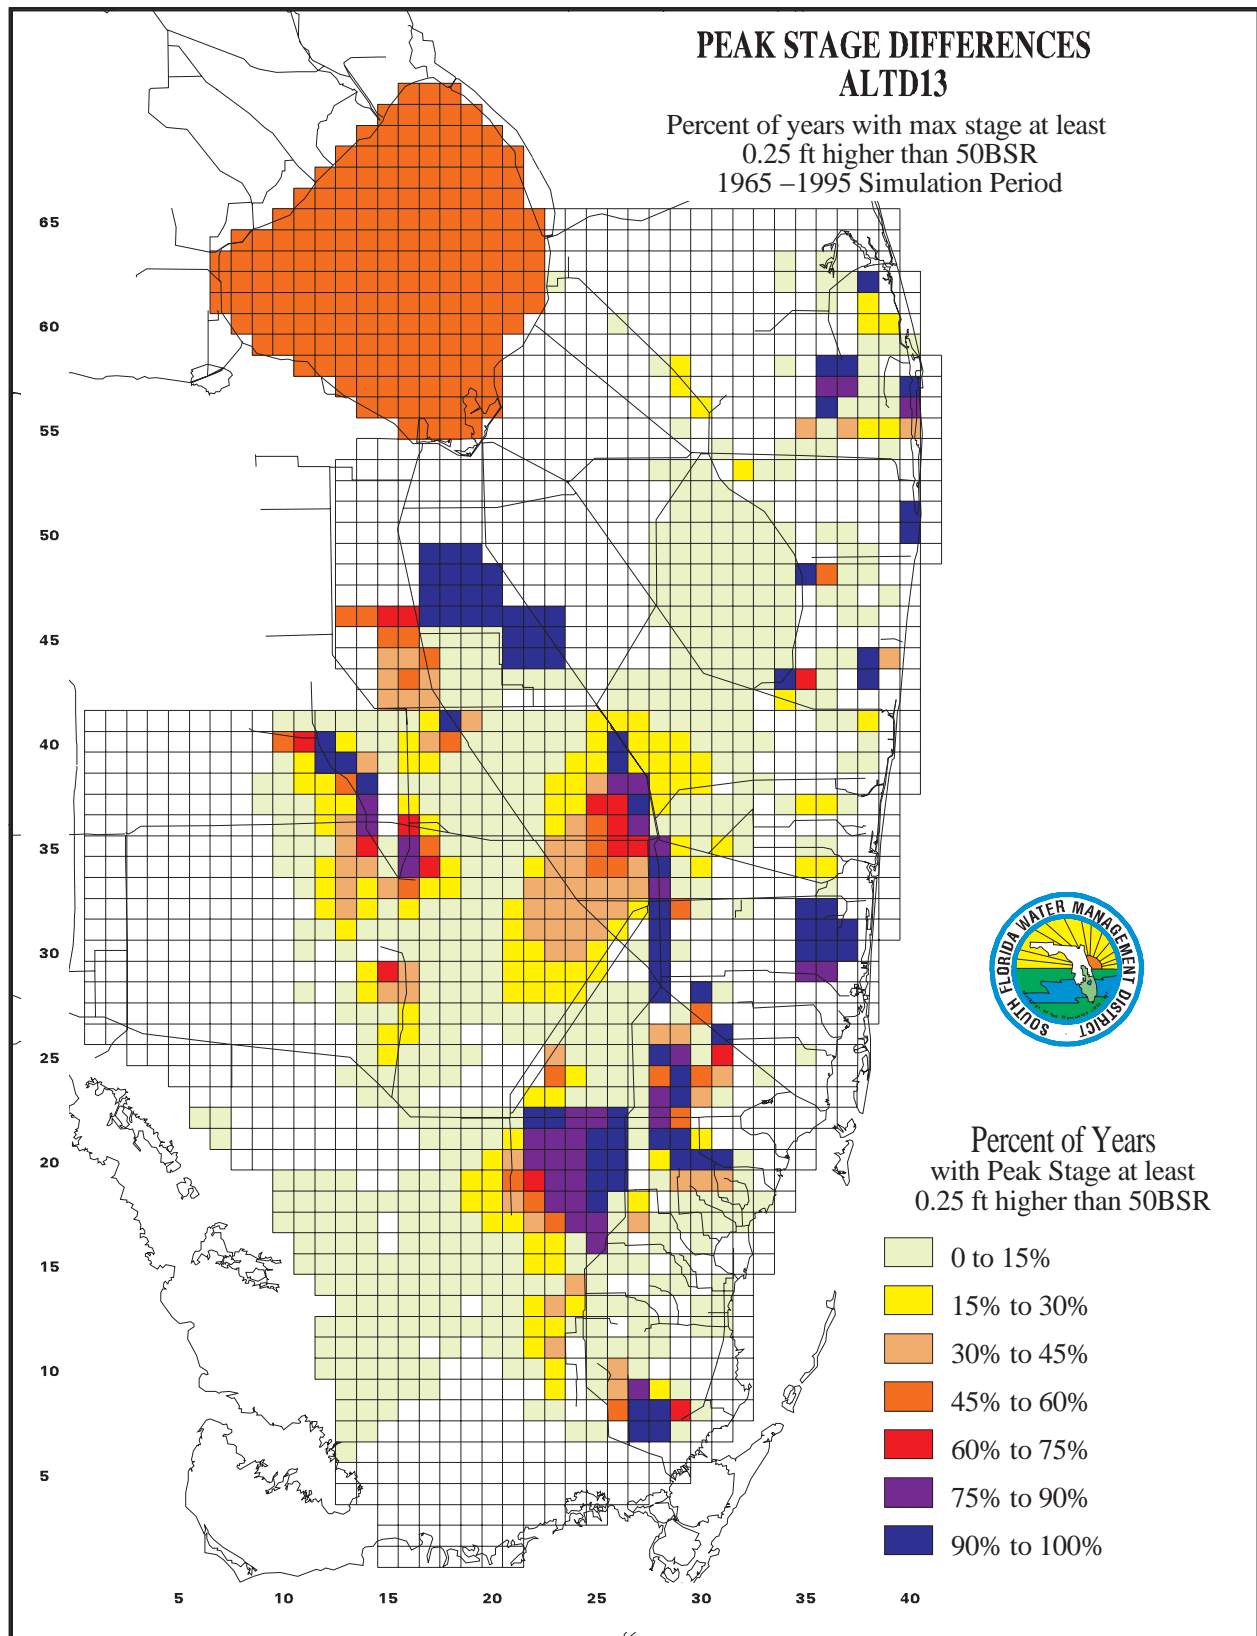 PEAK STAGE DIFFERENCES
ALTD13
Percent of years with max stage at least
0.25 ft higher than 50BSR
1965 –1995 Simulation Period
65
60
55
50
45
40
35
30
25
20
15
10
5
SOUTH FLORIDA WATER MANAGEMENT DISTRICT
Percent of Years
with Peak Stage at least
0.25 ft higher than 50BSR
0 to 15%
15% to 30%
30% to 45%
45% to 60%
60% to 75%
75% to 90%
90% to 100%
5 10 15 20 25 30 35 40